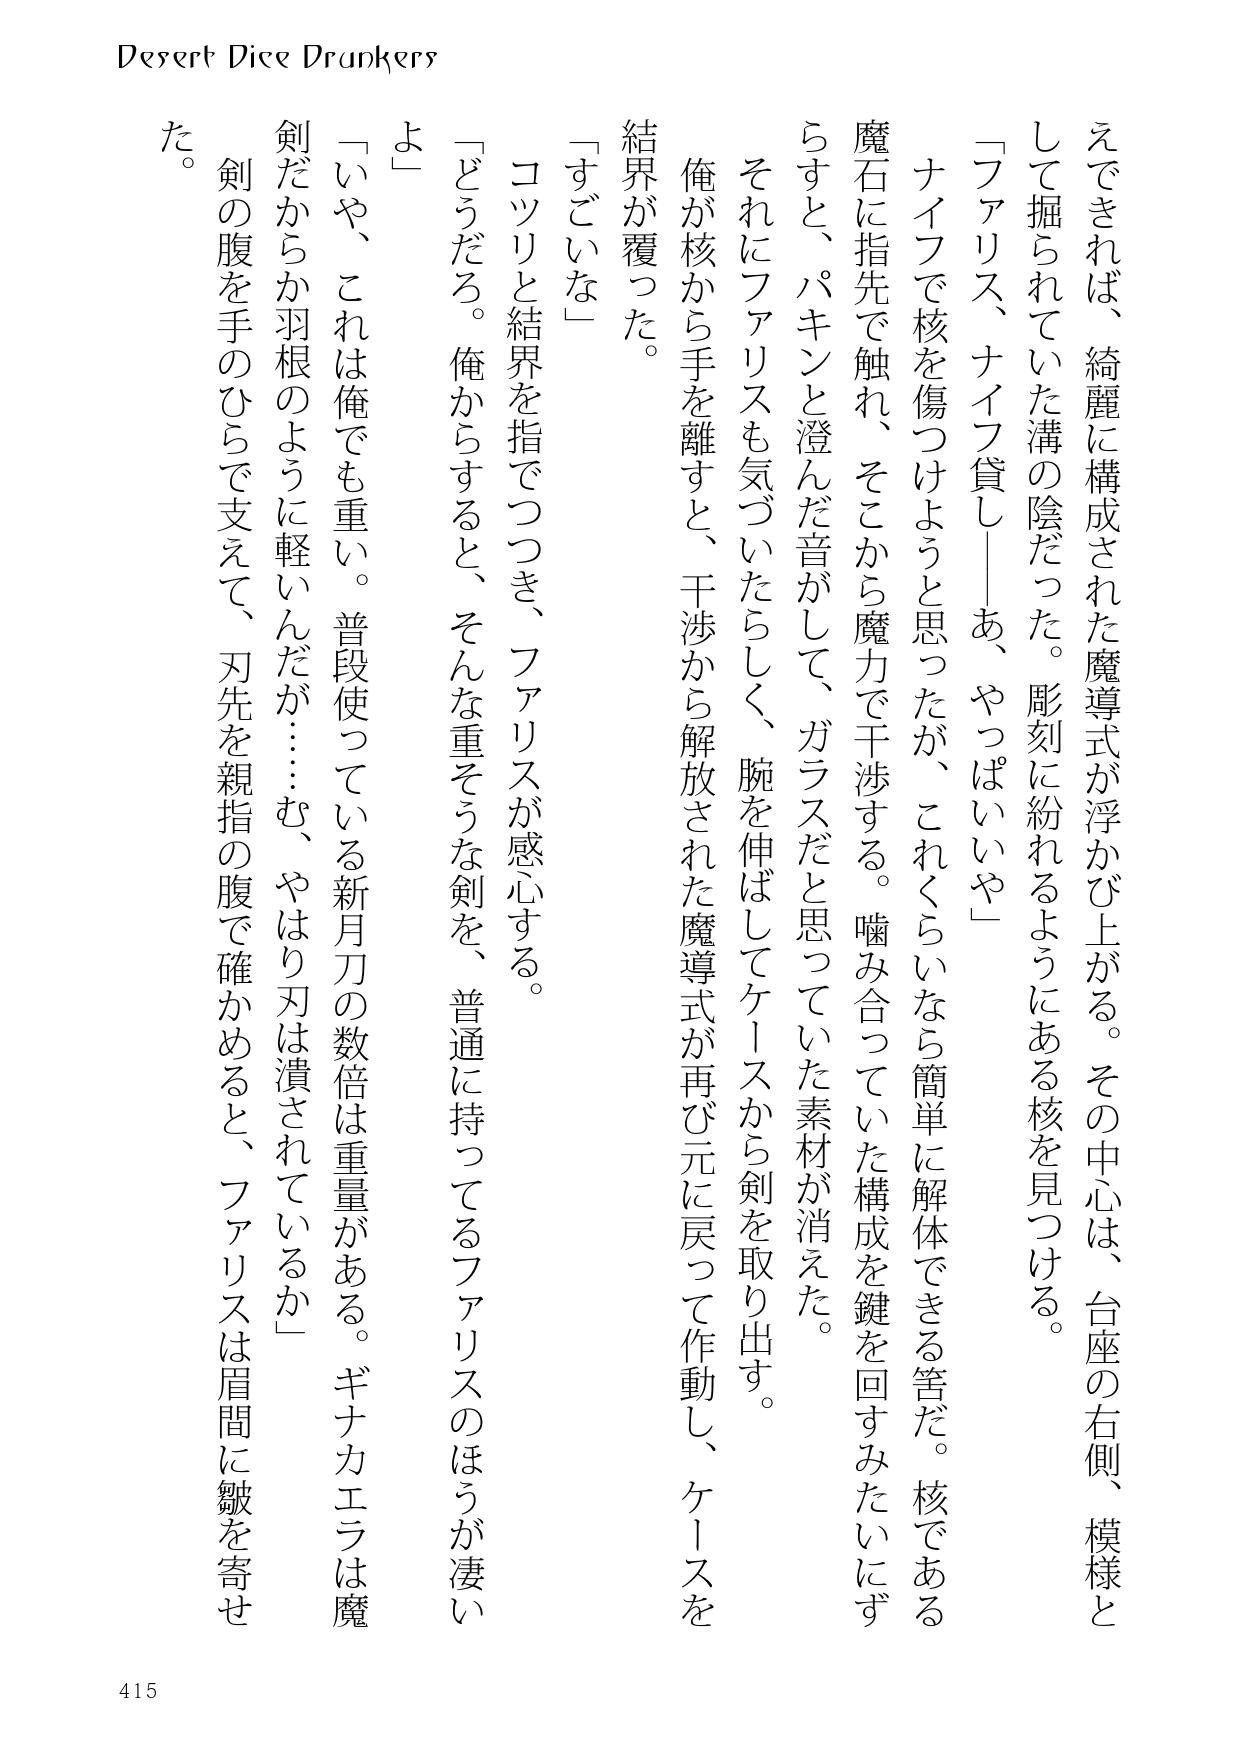 Desert Dice Drunkers
えできれば、綺麗に構成された魔導式が浮かび上がる。その中心は、台座の右側、模様と
して掘られていた溝の陰だった。彫刻に紛れるようにある核を見つける。
「ファリス、ナイフ貸し――あ、やっぱいいや」
　ナイフで核を傷つけようと思ったが、これくらいなら簡単に解体できる筈だ。核である
魔石に指先で触れ、そこから魔力で干渉する。噛み合っていた構成を鍵を回すみたいにず
らすと、パキンと澄んだ音がして、ガラスだと思っていた素材が消えた。
　それにファリスも気づいたらしく、腕を伸ばしてケースから剣を取り出す。
　俺が核から手を離すと、干渉から解放された魔導式が再び元に戻って作動し、ケースを
結界が覆った。
「すごいな」
　コツリと結界を指でつつき、ファリスが感心する。
「どうだろ。俺からすると、そんな重そうな剣を、普通に持ってるファリスのほうが凄い
よ」
「いや、これは俺でも重い。普段使っている新月刀の数倍は重量がある。ギナカエラは魔
剣だからか羽根のように軽いんだが……む、やはり刃は潰されているか」
　剣の腹を手のひらで支えて、刃先を親指の腹で確かめると、ファリスは眉間に皺を寄せ
た。
415